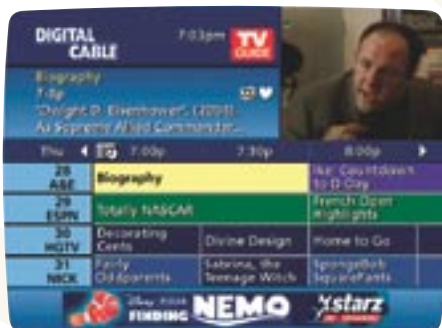 DIGITAL CABLE
7:03pm
TV GUIDE
Biography
7-8p
"Dwight D. Eisenhower". (2004).
As Supreme Allied Commander...
Thu 7:00p 7:30p 8:00p
28 A&E Biography Ike: Countdown to D-Day
29 ESPN Totally NASCAR French Open Highlights
30 HGTV Decorating Cents Divine Design Home to Go
31 NICK Fairly Oddparents Sabrina, the Teenage Witch SpongeBob SquarePants
Disney PIXAR
FINDING NEMO
starz